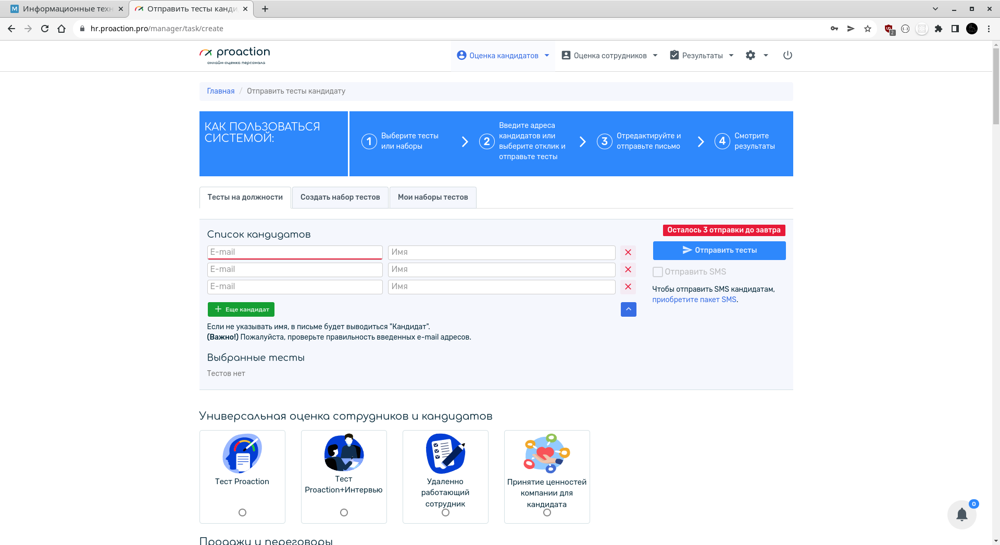 Информационные техн
Отправить тесты канди
hr.proaction.pro/manager/task/create
2
proaction
онлайн-оценка персонала
Оценка кандидатов
Оценка сотрудников
Результаты
Главная / Отправить тесты кандидату
КАК ПОЛЬЗОВАТЬСЯ
СИСТЕМОЙ:
1
Выберите тесты
или наборы
2
Введите адреса
кандидатов или
выберите отклик и
отправьте тесты
3
Отредактируйте и
отправьте письмо
4
Смотрите
результаты
Тесты на должности
Создать набор тестов
Мои наборы тестов
Список кандидатов
Осталось 3 отправки до завтра
E-mail Имя
E-mail Имя
E-mail Имя
Отправить тесты
Отправить SMS
Чтобы отправить SMS кандидатам,
приобретите пакет SMS.
Еще кандидат
Если не указывать имя, в письме будет выводиться "Кандидат".
(Важно!) Пожалуйста, проверьте правильность введенных e-mail адресов.
Выбранные тесты
Тестов нет
Универсальная оценка сотрудников и кандидатов
Тест Proaction
Тест
Proaction+Интервью
Удаленно
работающий
сотрудник
Принятие ценностей
компании для
кандидата
0
Продажи и переговоры